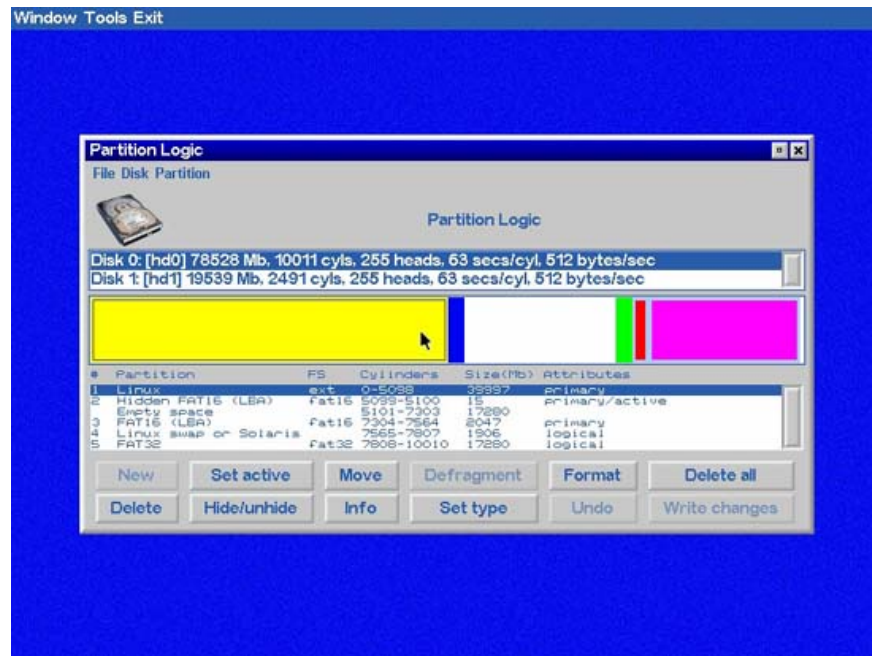 Window Tools Exit
Partition Logic
File Disk Partition
Partition Logic
Disk 0: [hd0] 78528 Mb, 10011 cyls, 255 heads, 63 secs/cyl, 512 bytes/sec
Disk 1: [hd1] 19539 Mb, 2491 cyls, 255 heads, 63 secs/cyl, 512 bytes/sec
# Partition FS Cylinders Size(Mb) Attributes
1 Linux ext 0-5098 39997 primary
2 Hidden FAT16 (LBA) fat16 5099-5100 15 primary/active
Empty space 5101-7303 17280
3 FAT16 (LBA) fat16 7304-7564 2047 primary
4 Linux swap or Solaris 7565-7807 1906 logical
5 FAT32 fat32 7808-10010 17280 logical
New Set active Move Defragment Format Delete all
Delete Hide/unhide Info Set type Undo Write changes